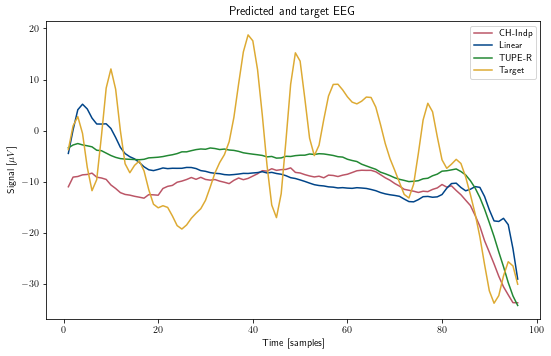 Predicted and target EEG
CH-Indp
Linear
TUPE-R
Target
Signal [μV]
20
10
0
−10
−20
−30
0
20
40
60
80
100
Time [samples]